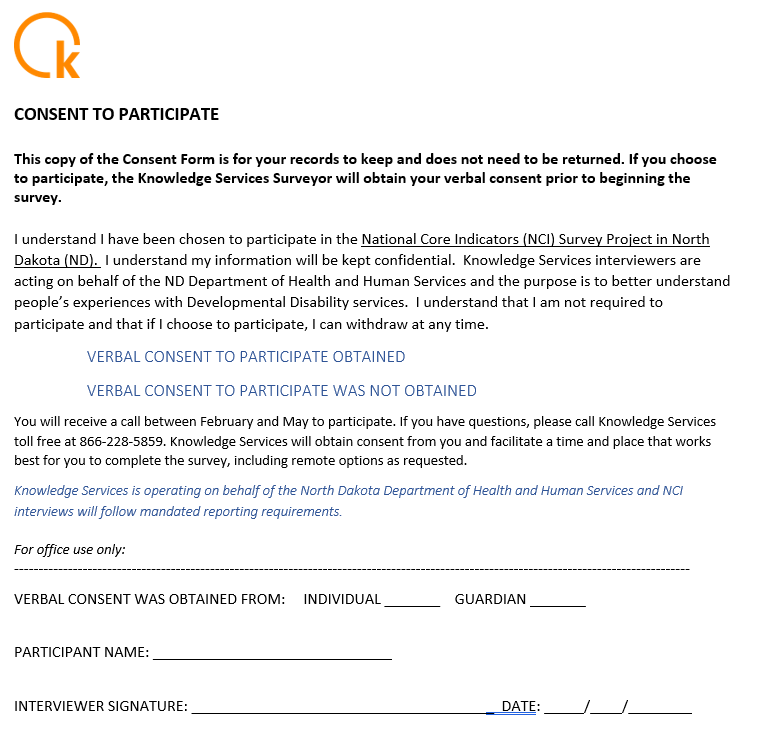 k
CONSENT TO PARTICIPATE
This copy of the Consent Form is for your records to keep and does not need to be returned. If you choose
to participate, the Knowledge Services Surveyor will obtain your verbal consent prior to beginning the
survey.
I understand I have been chosen to participate in the National Core Indicators (NCI) Survey Project in North
Dakota (ND). I understand my information will be kept confidential. Knowledge Services interviewers are
acting on behalf of the ND Department of Health and Human Services and the purpose is to better understand
people’s experiences with Developmental Disability services. I understand that I am not required to
participate and that if I choose to participate, I can withdraw at any time.
VERBAL CONSENT TO PARTICIPATE OBTAINED
VERBAL CONSENT TO PARTICIPATE WAS NOT OBTAINED
You will receive a call between February and May to participate. If you have questions, please call Knowledge Services
toll free at 866-228-5859. Knowledge Services will obtain consent from you and facilitate a time and place that works
best for you to complete the survey, including remote options as requested.
Knowledge Services is operating on behalf of the North Dakota Department of Health and Human Services and NCI
interviews will follow mandated reporting requirements.
For office use only:
VERBAL CONSENT WAS OBTAINED FROM: INDIVIDUAL _______ GUARDIAN _______
PARTICIPANT NAME: ______________________________
INTERVIEWER SIGNATURE: ______________________________________ DATE: _____/____/________